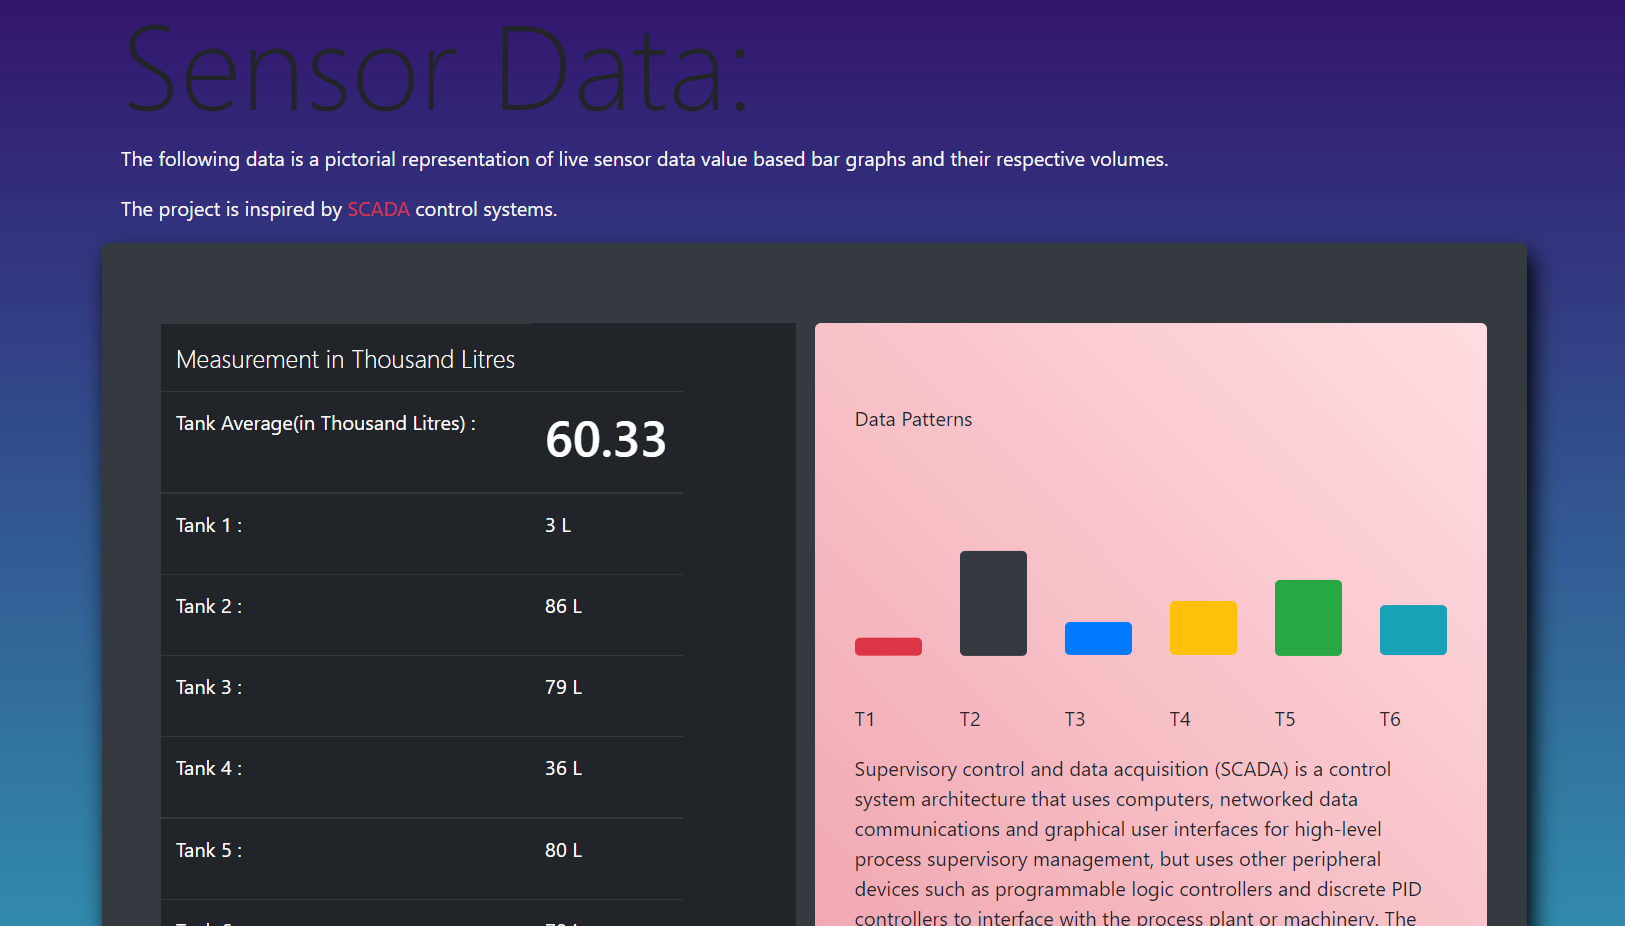 Sensor Data:
The following data is a pictorial representation of live sensor data value based bar graphs and their respective volumes.
The project is inspired by SCADA control systems.
Measurement in Thousand Litres
Tank Average(in Thousand Litres) : 60.33
Tank 1 : 3 L
Tank 2 : 86 L
Tank 3 : 79 L
Tank 4 : 36 L
Tank 5 : 80 L
Data Patterns
T1 T2 T3 T4 T5 T6
Supervisory control and data acquisition (SCADA) is a control
system architecture that uses computers, networked data
communications and graphical user interfaces for high-level
process supervisory management, but uses other peripheral
devices such as programmable logic controllers and discrete PID
controllers to interface with the process plant or machinery. The